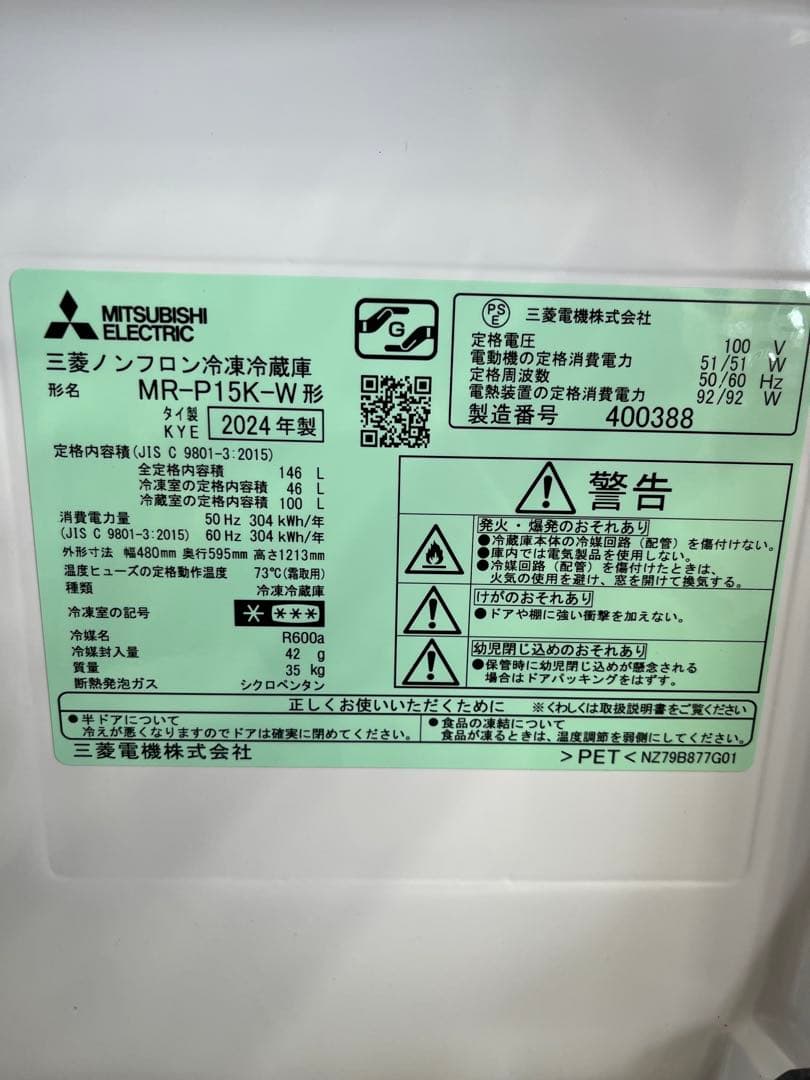 MITSUBISHI
ELECTRIC
三菱ノンフロン冷凍冷蔵庫
形名 MR-P15K-W形
タイ製
KYE 2024年製
G
PS
E 三菱電機株式会社
定格電圧 100 V
電動機の定格消費電力 51/51 W
定格周波数 50/60 Hz
電熱装置の定格消費電力 92/92 W
製造番号 400388
定格内容積(JIS C 9801-3:2015)
全定格内容積 146 L
冷凍室の定格内容積 46 L
冷蔵室の定格内容積 100 L
消費電力量 50Hz 304kWh/年
(JIS C 9801-3:2015) 60Hz 304kWh/年
外形寸法 幅480mm 奥行595mm 高さ1213mm
温度ヒューズの定格動作温度 73℃(霜取用)
種類 冷凍冷蔵庫
冷凍室の記号 * ***
冷媒名 R600a
冷媒封入量 42 g
質量 35 kg
断熱発泡ガス シクロペンタン
警告
発火・爆発のおそれあり
●冷蔵庫本体の冷媒回路(配管)を傷付けない。
●庫内では電気製品を使用しない。
●冷媒回路(配管)を傷付けたときは、
火気の使用を避け、窓を開けて換気する。
けがのおそれあり
●ドアや棚に強い衝撃を加えない。
幼児閉じ込めのおそれあり
●保管時に幼児閉じ込めが懸念される
場合はドアパッキングをはずす。
正しくお使いいただくために ※くわしくは取扱説明書をご覧ください
●半ドアについて
冷えが悪くなりますのでドアは確実に閉めてください。
●食品の凍結について
食品が凍るときは、温度調節を弱側にしてください。
三菱電機株式会社
>PET< NZ79B877G01